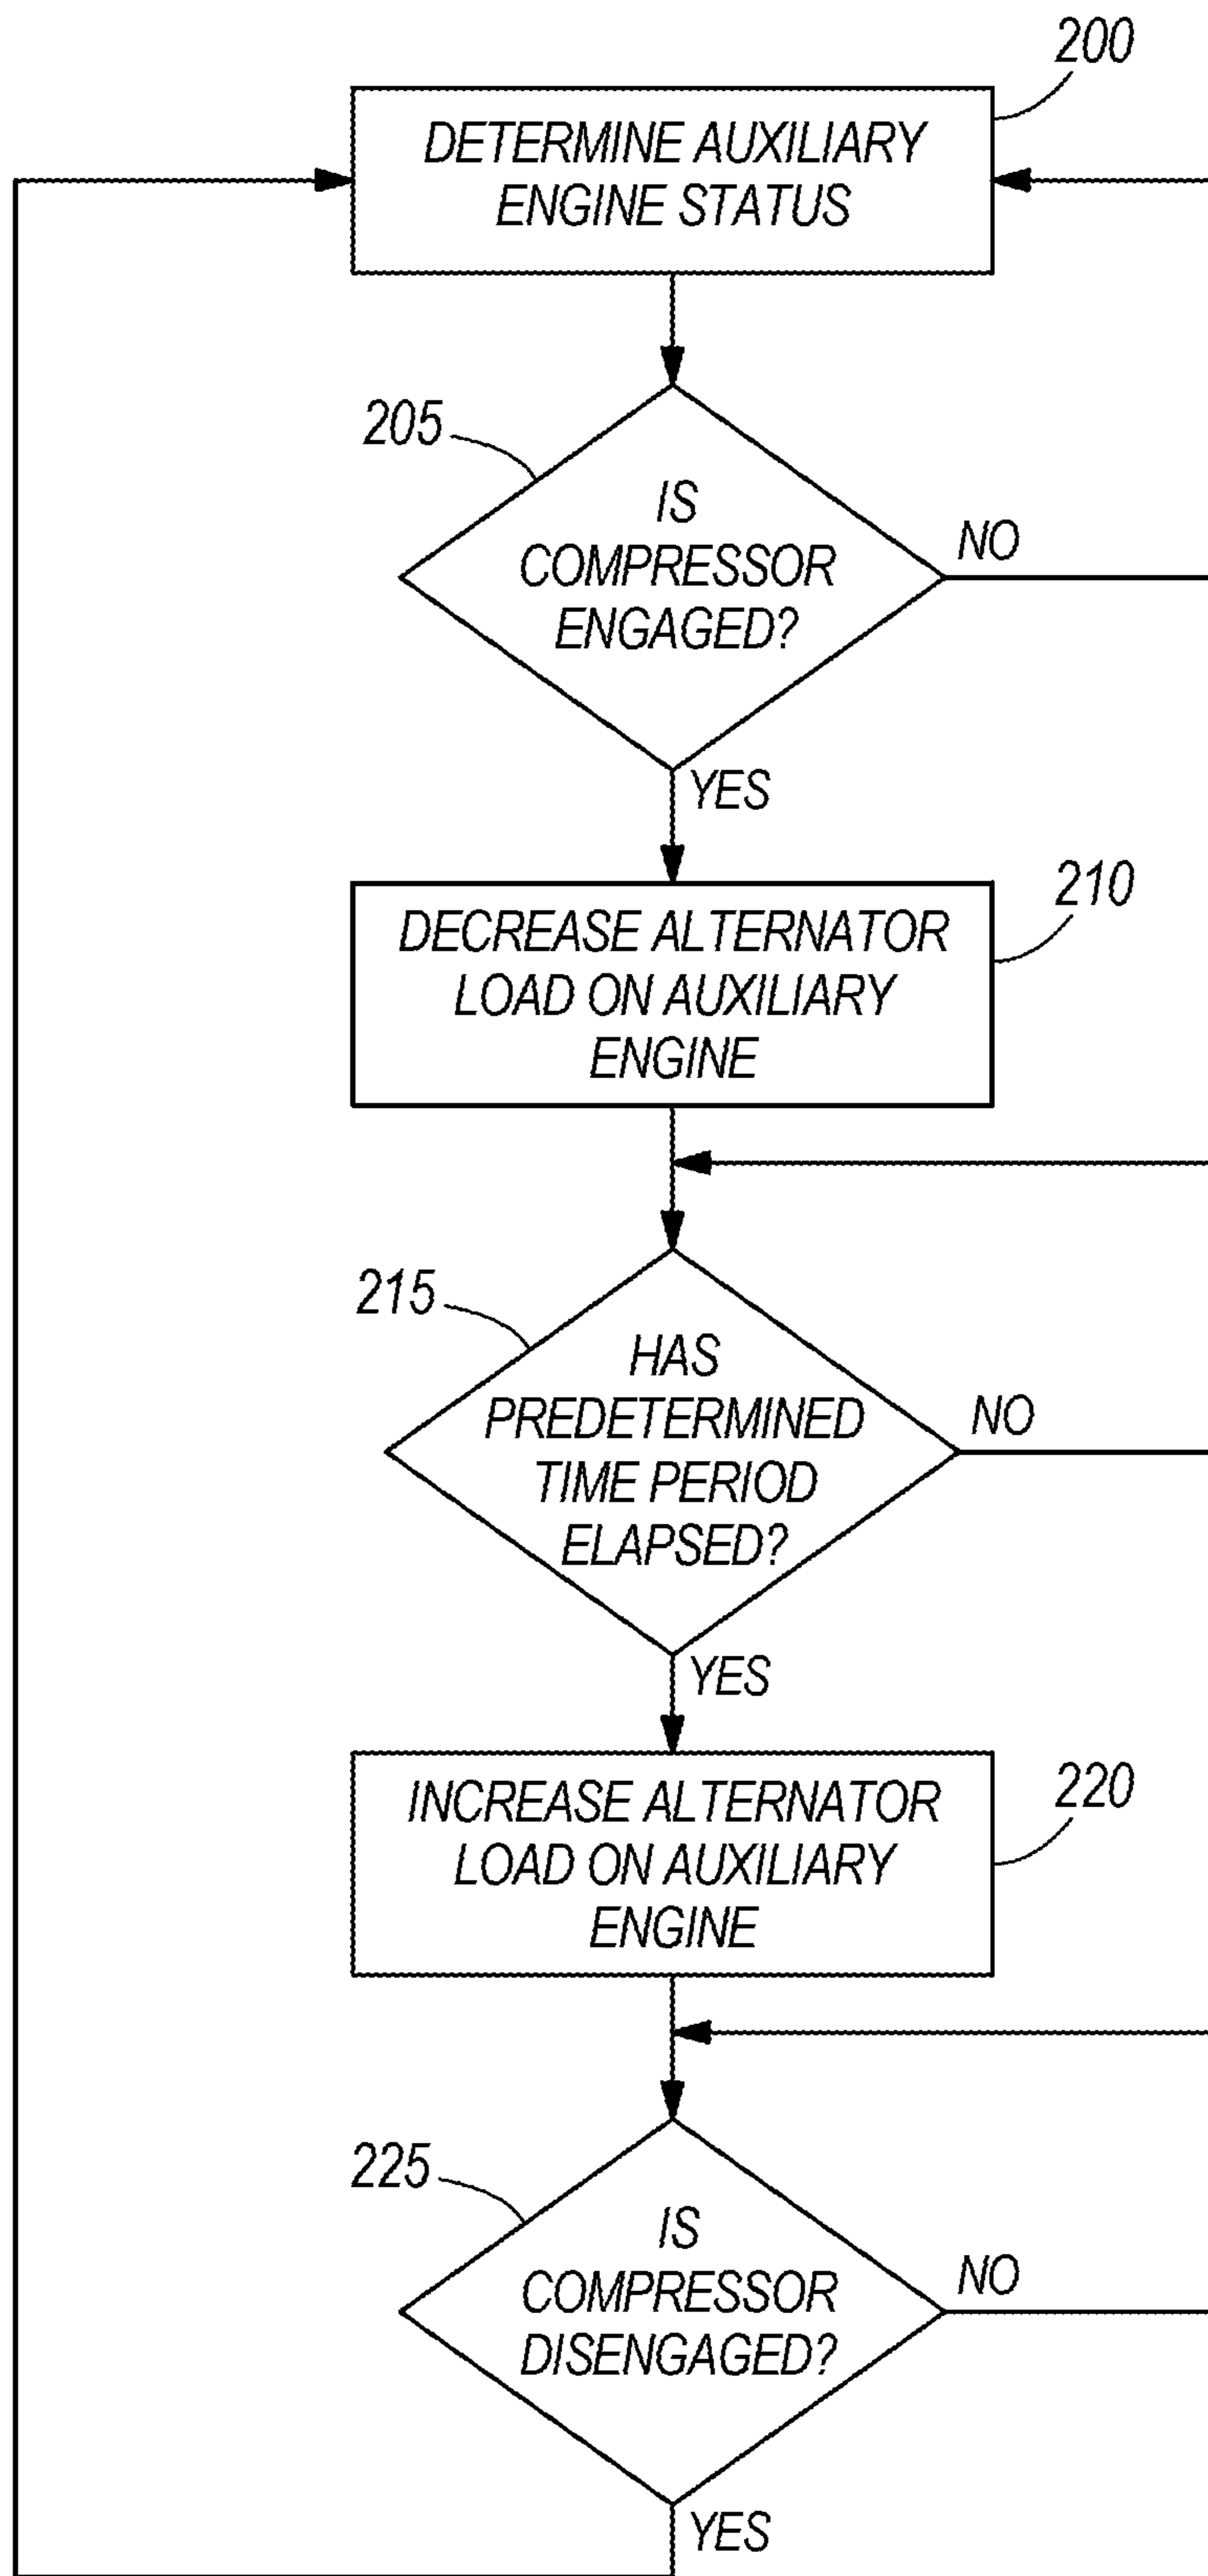 200
DETERMINE AUXILIARY
ENGINE STATUS
205
IS
COMPRESSOR
ENGAGED?
NO
YES
210
DECREASE ALTERNATOR
LOAD ON AUXILIARY
ENGINE
215
HAS
PREDETERMINED
TIME PERIOD
ELAPSED?
NO
YES
220
INCREASE ALTERNATOR
LOAD ON AUXILIARY
ENGINE
225
IS
COMPRESSOR
DISENGAGED?
NO
YES